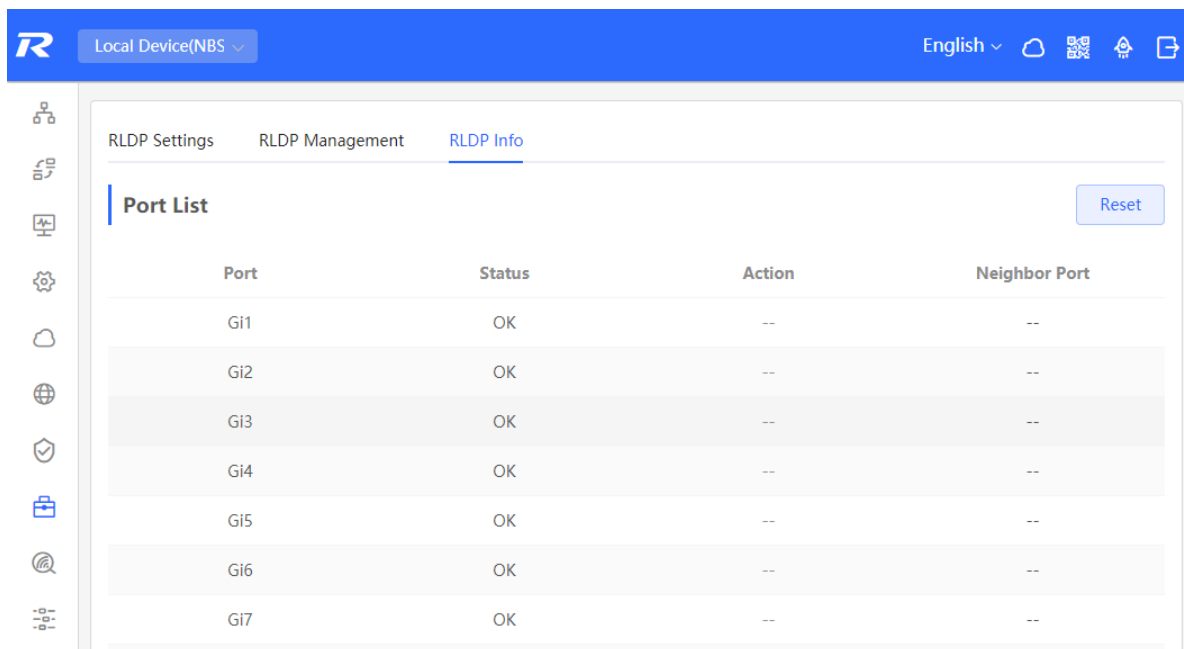 Local Device(NBS English
RLDP Settings RLDP Management RLDP Info
Port List Reset
Port Status Action Neighbor Port
Gi1 OK -- --
Gi2 OK -- --
Gi3 OK -- --
Gi4 OK -- --
Gi5 OK -- --
Gi6 OK -- --
Gi7 OK -- --